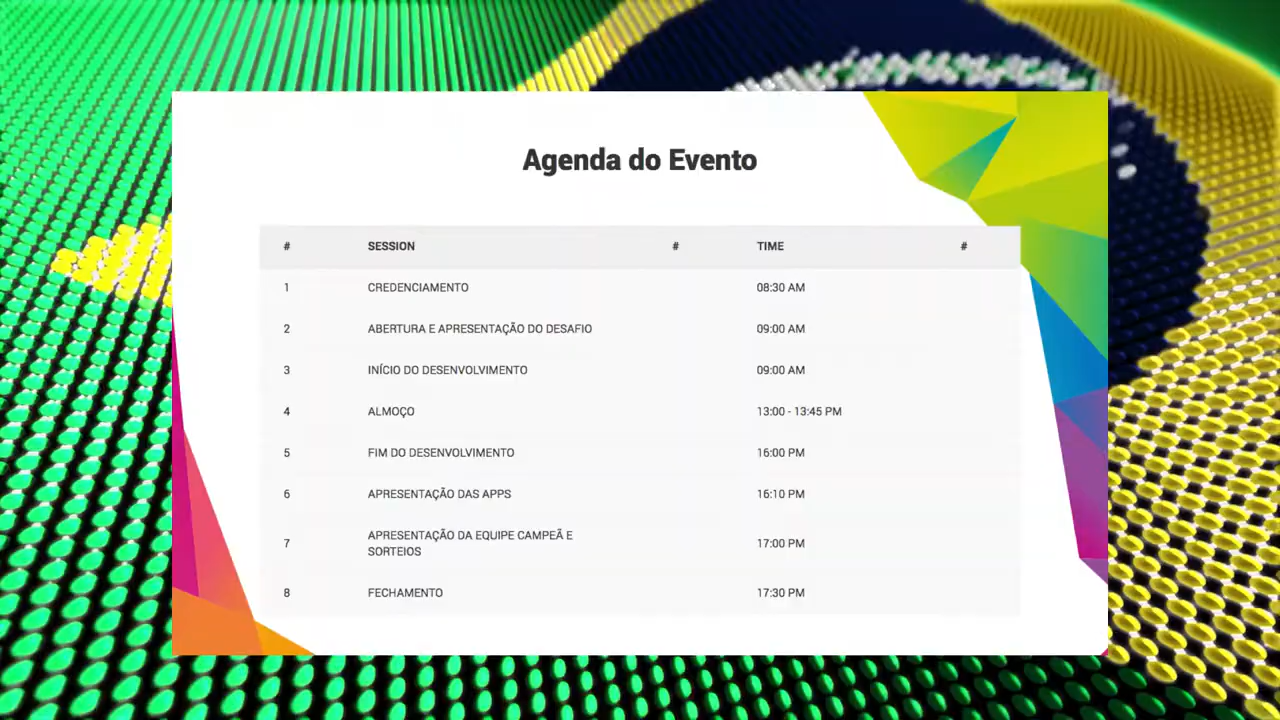 Agenda do Evento
# SESSION # TIME #
1 CREDENCIAMENTO 08:30 AM
2 ABERTURA E APRESENTAÇÃO DO DESAFIO 09:00 AM
3 INÍCIO DO DESENVOLVIMENTO 09:00 AM
4 ALMOÇO 13:00 - 13:45 PM
5 FIM DO DESENVOLVIMENTO 16:00 PM
6 APRESENTAÇÃO DAS APPS 16:10 PM
7 APRESENTAÇÃO DA EQUIPE CAMPEÃ E
SORTEIOS 17:00 PM
8 FECHAMENTO 17:30 PM